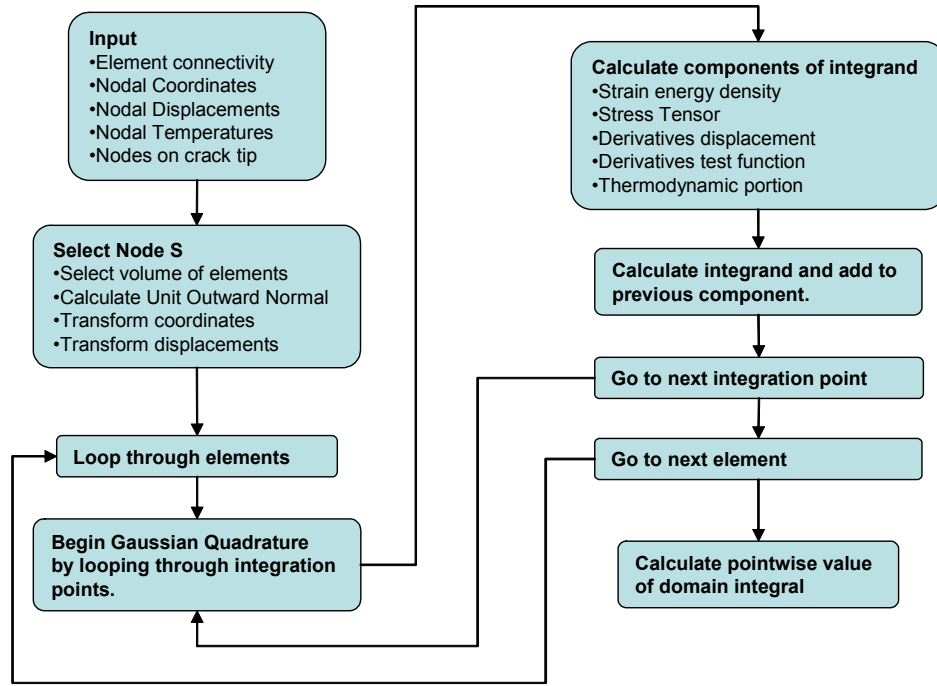 Input
•Element connectivity
•Nodal Coordinates
•Nodal Displacements
•Nodal Temperatures
•Nodes on crack tip
Select Node S
•Select volume of elements
•Calculate Unit Outward Normal
•Transform coordinates
•Transform displacements
Loop through elements
Begin Gaussian Quadrature
by looping through integration
points.
Calculate components of integrand
•Strain energy density
•Stress Tensor
•Derivatives displacement
•Derivatives test function
•Thermodynamic portion
Calculate integrand and add to
previous component.
Go to next integration point
Go to next element
Calculate pointwise value
of domain integral